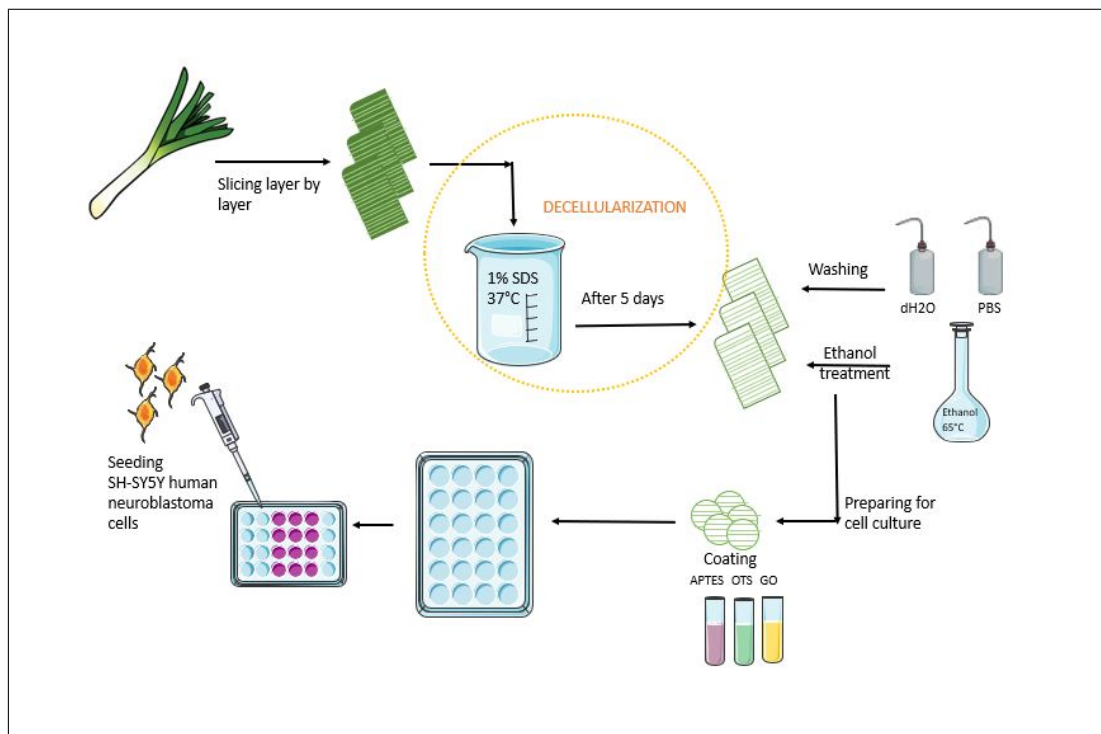 Slicing layer by
layer
DECELLULARIZATION
1% SDS
37°C
After 5 days
Washing
dH2O
PBS
Ethanol
treatment
Ethanol
65°C
Preparing for
cell culture
Coating
APTES OTS GO
Seeding
SH-SY5Y human
neuroblastoma
cells